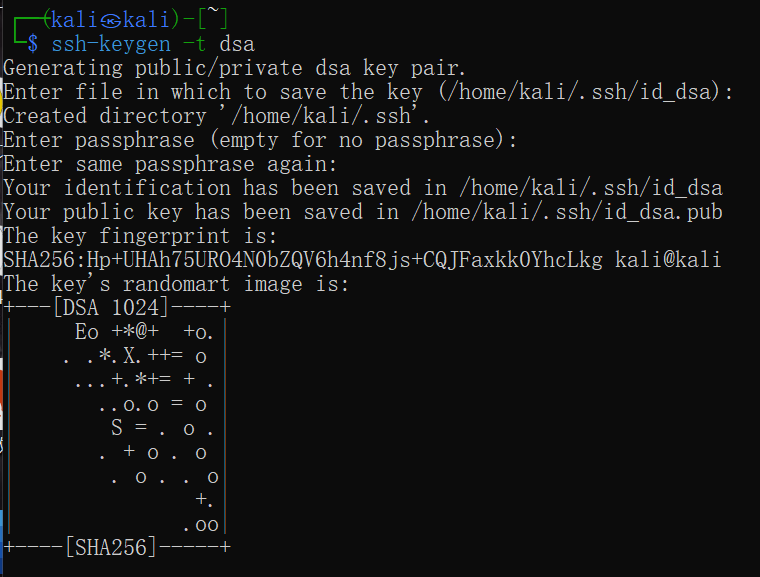 ┌──(kali㉿kali)-[~]
└─$ ssh-keygen -t dsa
Generating public/private dsa key pair.
Enter file in which to save the key (/home/kali/.ssh/id_dsa):
Created directory '/home/kali/.ssh'.
Enter passphrase (empty for no passphrase):
Enter same passphrase again:
Your identification has been saved in /home/kali/.ssh/id_dsa
Your public key has been saved in /home/kali/.ssh/id_dsa.pub
The key fingerprint is:
SHA256:Hp+UHAh75URO4N0bZQV6h4nf8js+CQJFaxkk0YhcLkg kali@kali
The key's randomart image is:
+---[DSA 1024]----+
|     Eo +*@+  +o.|
|    . .*.X.++= o |
|     ...+.*+= + .|
|       ..o.o = o |
|        S = . o .|
|       . + o . o |
|        . o . . o|
|               +.|
|              .oo|
+----[SHA256]-----+